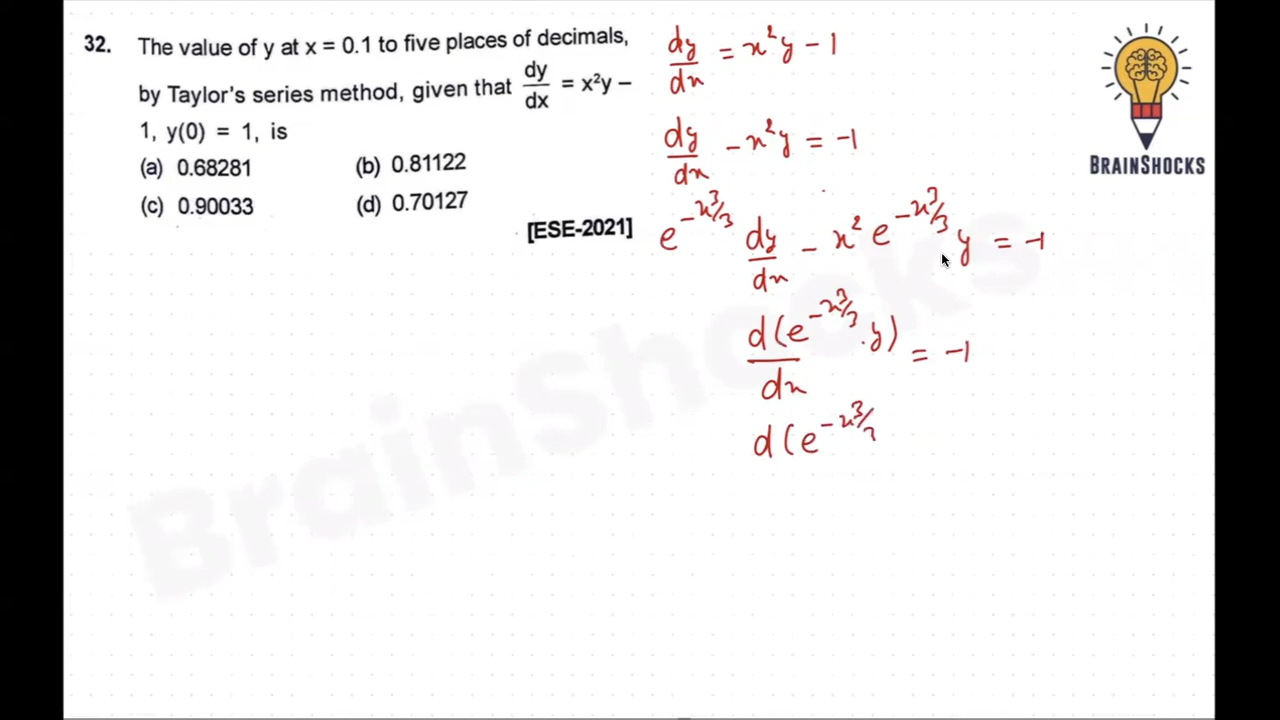 32. The value of y at x = 0.1 to five places of decimals,
by Taylor's series method, given that dy/dx = x²y –
1, y(0) = 1, is
(a) 0.68281 (b) 0.81122
(c) 0.90033 (d) 0.70127
[ESE-2021]
dy/dx = x²y - 1
dy/dx - x²y = -1
e^(-x³/3) dy/dx - x² e^(-x³/3) y = -1
d(e^(-x³/3) . y)/dx = -1
d(e^(-x³/3)
BRAINSHOCKS
BrainShocks